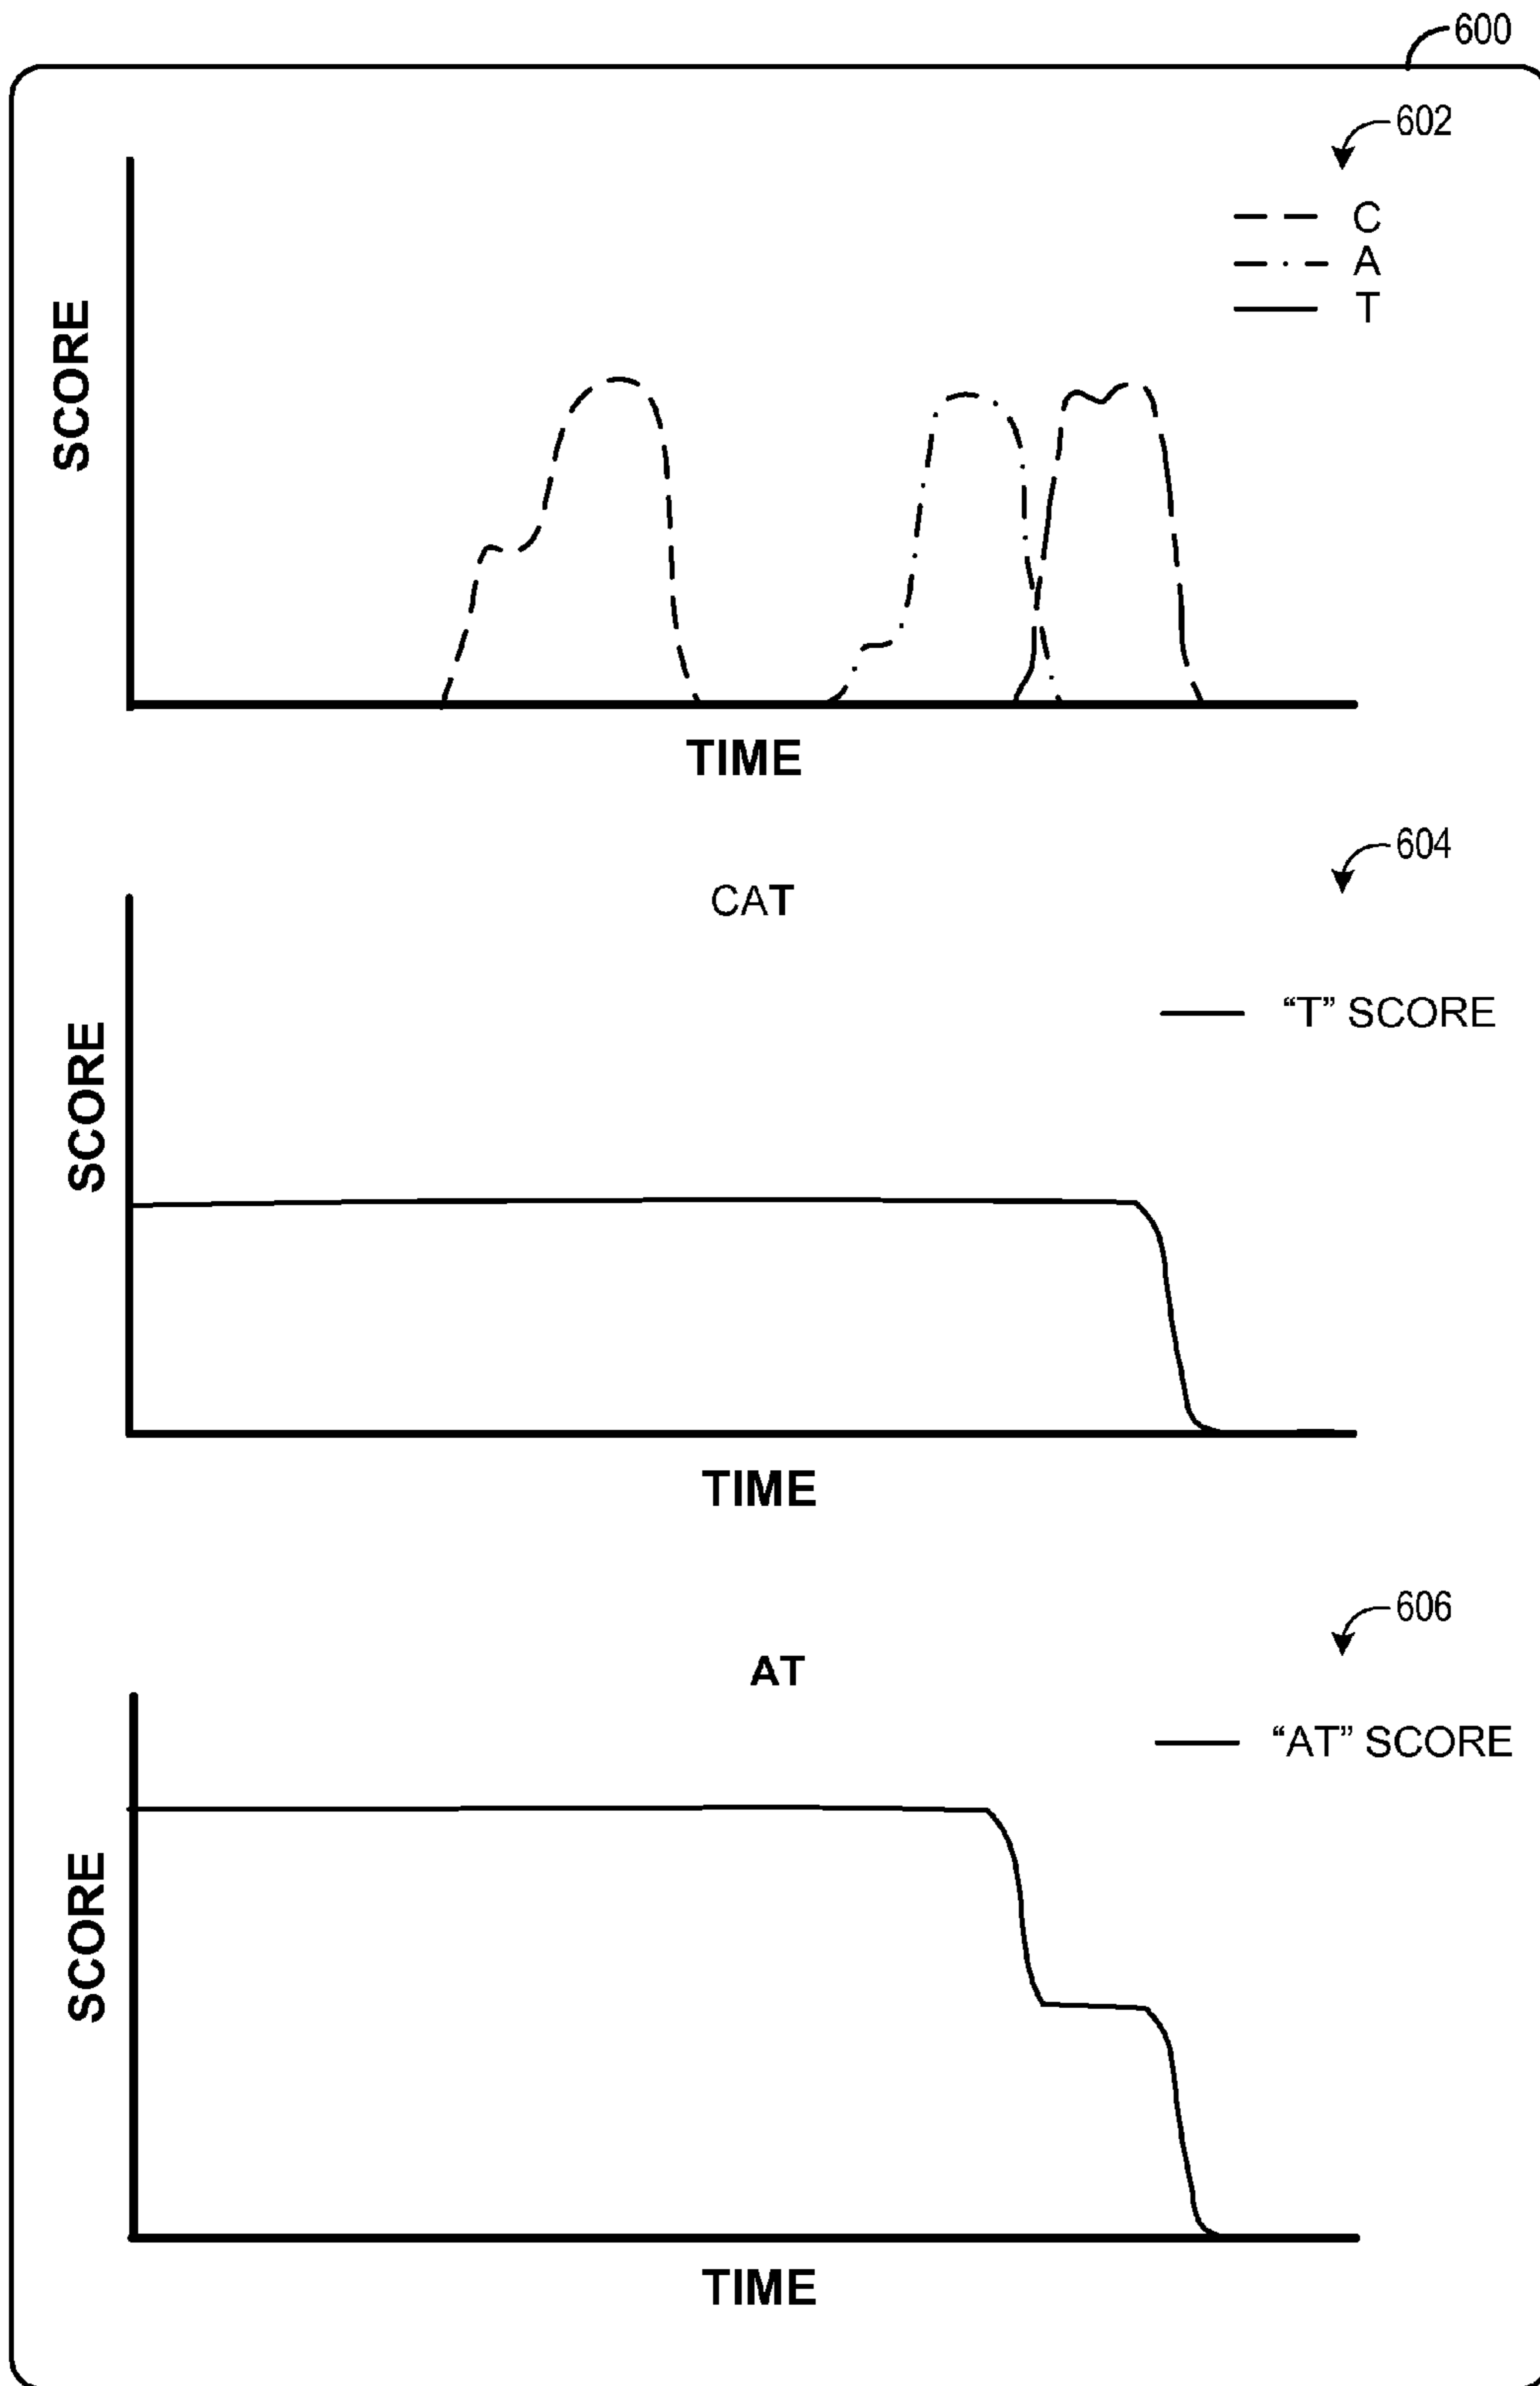 600
602
C
A
T
SCORE
TIME
604
CAT
"T" SCORE
SCORE
TIME
606
AT
"AT" SCORE
SCORE
TIME